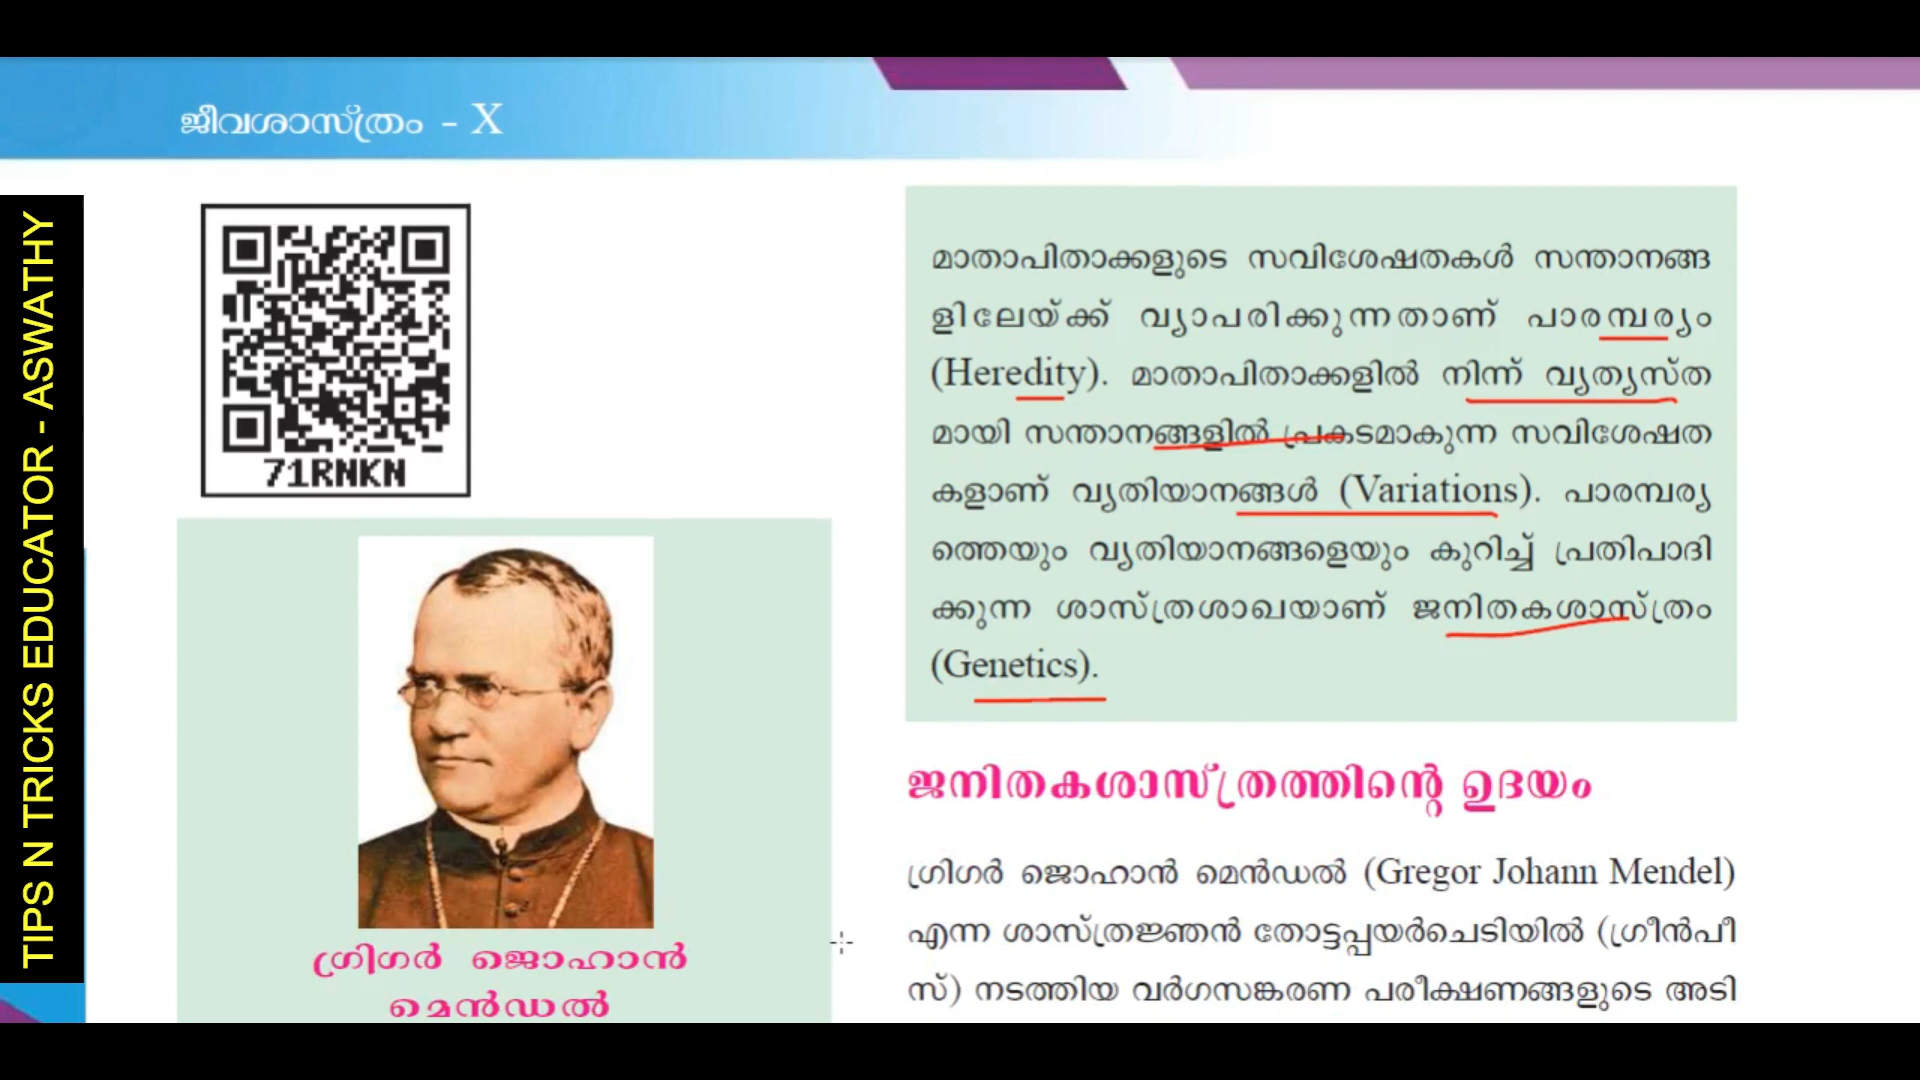 ജീവശാസ്ത്രം - X
TIPS N TRICKS EDUCATOR - ASWATHY
71RNKN
ഗ്രിഗർ ജൊഹാൻ
മെൻഡൽ
മാതാപിതാക്കളുടെ സവിശേഷതകൾ സന്താനങ്ങ
ളിലേയ്ക്ക് വ്യാപരിക്കുന്നതാണ് പാരമ്പര്യം
(Heredity). മാതാപിതാക്കളിൽ നിന്ന് വ്യത്യസ്ത
മായി സന്താനങ്ങളിൽ പ്രകടമാകുന്ന സവിശേഷത
കളാണ് വ്യതിയാനങ്ങൾ (Variations). പാരമ്പര്യ
ത്തെയും വ്യതിയാനങ്ങളെയും കുറിച്ച് പ്രതിപാദി
ക്കുന്ന ശാസ്ത്രശാഖയാണ് ജനിതകശാസ്ത്രം
(Genetics).
ജനിതകശാസ്ത്രത്തിന്റെ ഉദയം
ഗ്രിഗർ ജൊഹാൻ മെൻഡൽ (Gregor Johann Mendel)
എന്ന ശാസ്ത്രജ്ഞൻ തോട്ടപ്പയർചെടിയിൽ (ഗ്രീൻപീ
സ്) നടത്തിയ വർഗസങ്കരണ പരീക്ഷണങ്ങളുടെ അടി